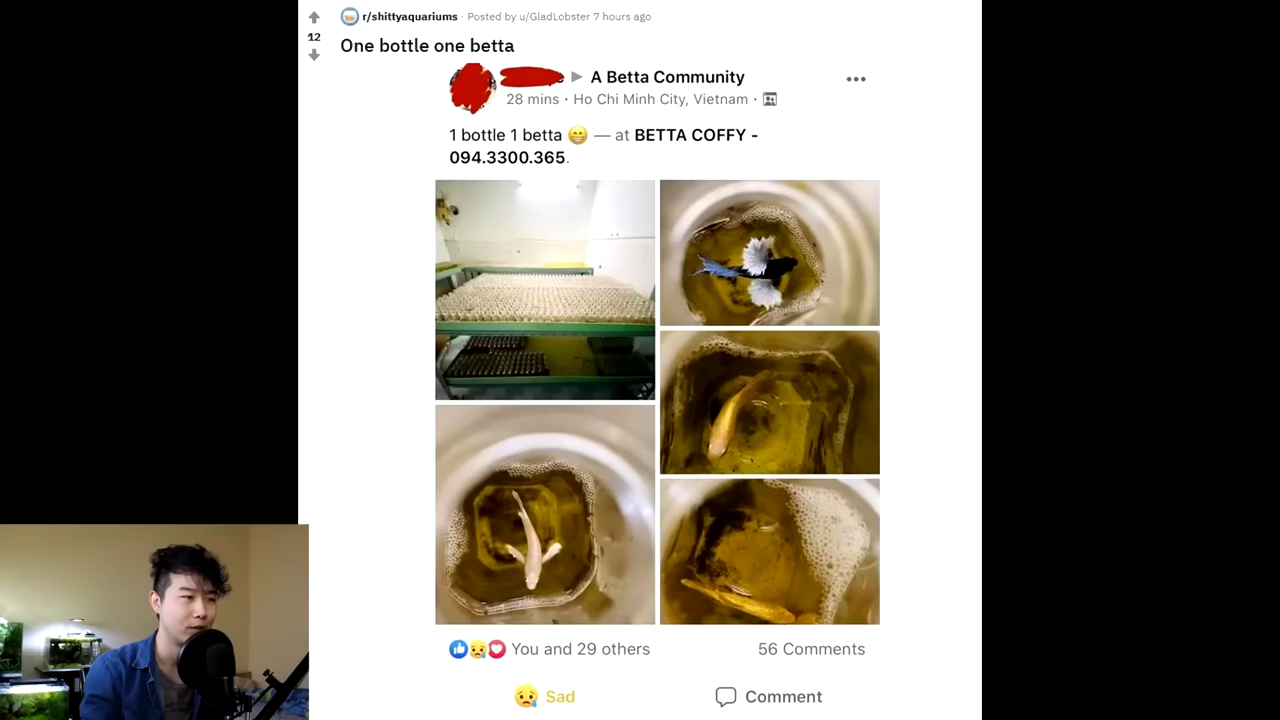 r/shittyaquariums · Posted by u/GladLobster 7 hours ago
12
One bottle one betta
A Betta Community
28 mins · Ho Chi Minh City, Vietnam ·
1 bottle 1 betta 😁 — at BETTA COFFY -
094.3300.365.
You and 29 others
56 Comments
Sad
Comment